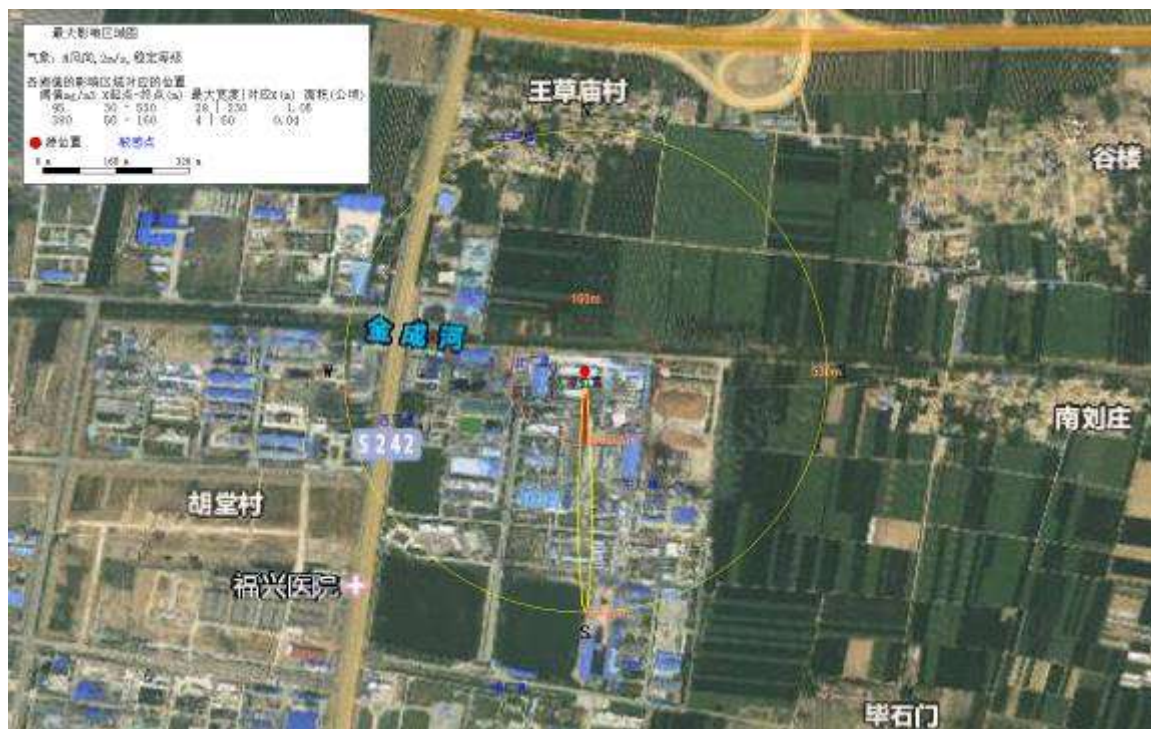 最大影响区域图
气象：N风向,2m/s,稳定等级
各阈值的影响区域对应的位置
阈值mg/m3 X起点-终点(m) 最大宽度|对应X(m) 面积(公顷)
95 30 - 530 28 | 230 1.05
380 50 - 160 4 | 60 0.04
源位置 敏感点
0 m 160 m 320 m
王草庙村
谷楼
160m
金成河
W
530m
南刘庄
S242
胡堂村
福兴医院
S
毕石门